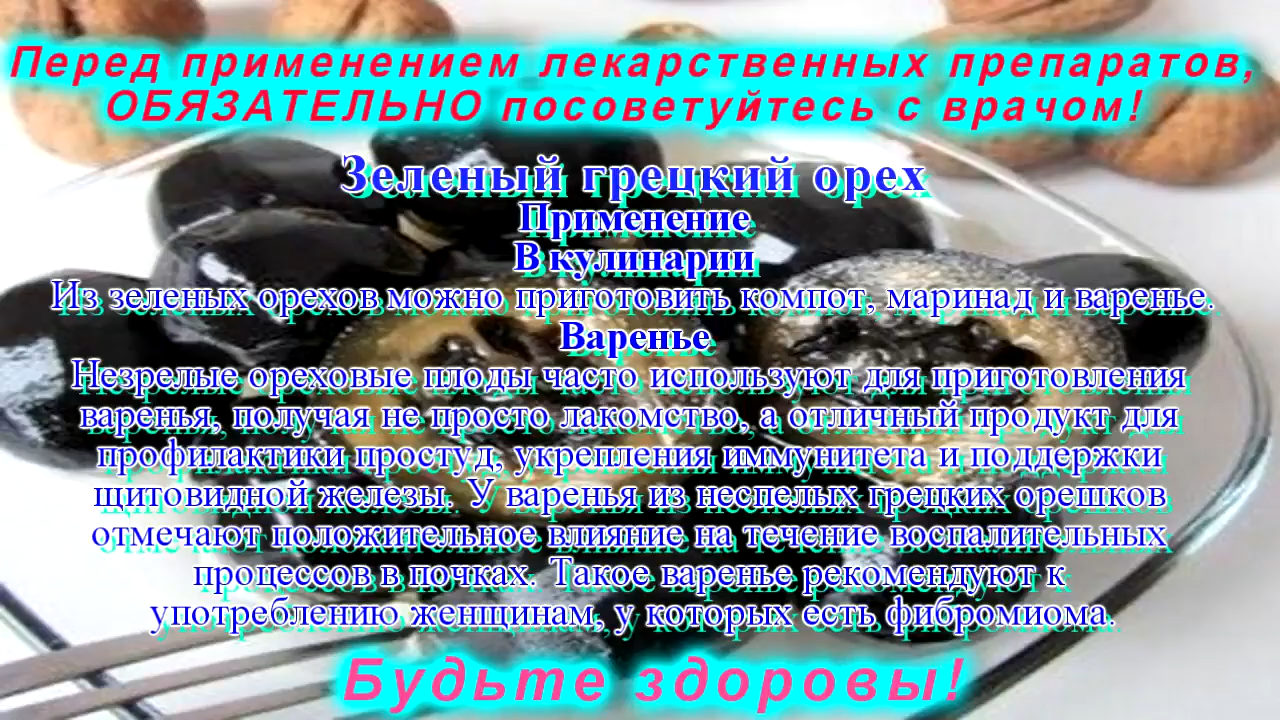 Перед применением лекарственных препаратов,
ОБЯЗАТЕЛЬНО посоветуйтесь с врачом!
Зеленый грецкий орех
Применение
В кулинарии
Из зеленых орехов можно приготовить компот, маринад и варенье.
Варенье
Незрелые ореховые плоды часто используют для приготовления
варенья, получая не просто лакомство, а отличный продукт для
профилактики простуд, укрепления иммунитета и поддержки
щитовидной железы. У варенья из неспелых грецких орешков
отмечают положительное влияние на течение воспалительных
процессов в почках. Такое варенье рекомендуют к
употреблению женщинам, у которых есть фибромиома.
Будьте здоровы!